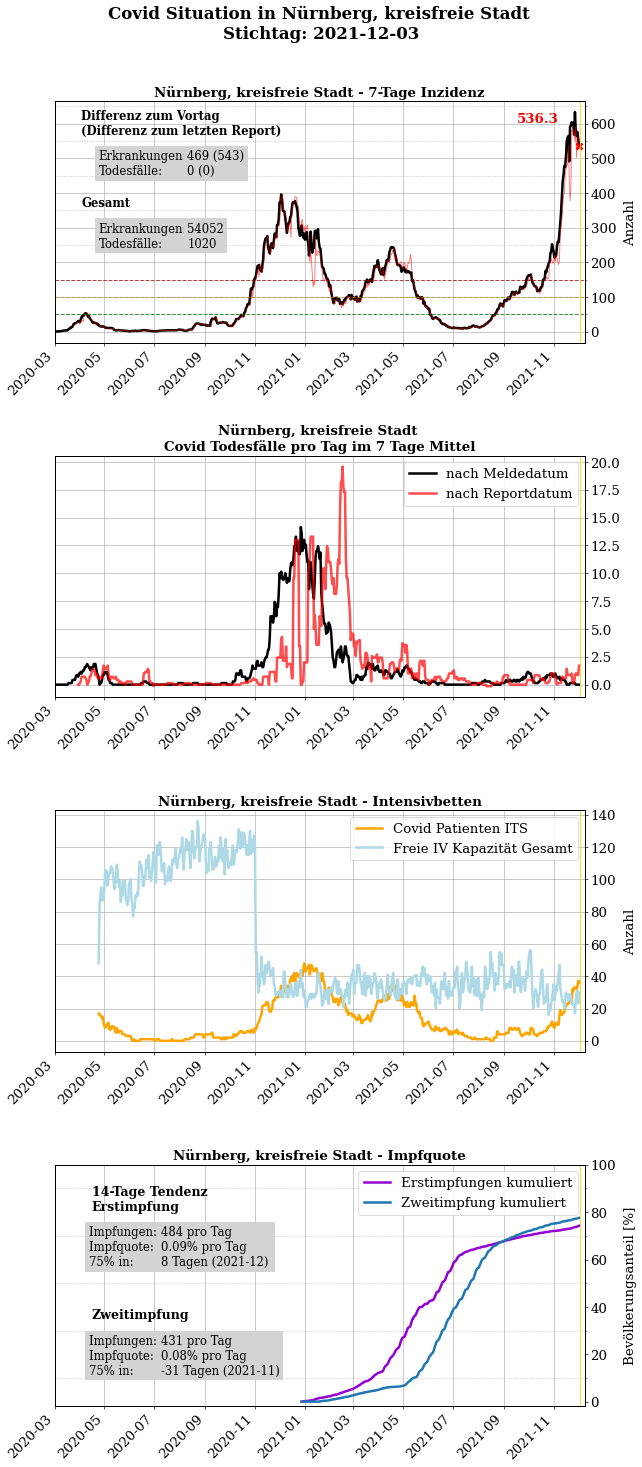 Covid Situation in Nürnberg, kreisfreie Stadt
Stichtag: 2021-12-03
Nürnberg, kreisfreie Stadt - 7-Tage Inzidenz
Differenz zum Vortag
(Differenz zum letzten Report)
Erkrankungen 469 (543)
Todesfälle: 0 (0)
Gesamt
Erkrankungen 54052
Todesfälle: 1020
536.3
600
500
400
300
200
100
0
Anzahl
2020-03
2020-05
2020-07
2020-09
2020-11
2021-01
2021-03
2021-05
2021-07
2021-09
2021-11
Nürnberg, kreisfreie Stadt
Covid Todesfälle pro Tag im 7 Tage Mittel
nach Meldedatum
nach Reportdatum
20.0
17.5
15.0
12.5
10.0
7.5
5.0
2.5
0.0
2020-03
2020-05
2020-07
2020-09
2020-11
2021-01
2021-03
2021-05
2021-07
2021-09
2021-11
Nürnberg, kreisfreie Stadt - Intensivbetten
Covid Patienten ITS
Freie IV Kapazität Gesamt
140
120
100
80
60
40
20
0
Anzahl
2020-03
2020-05
2020-07
2020-09
2020-11
2021-01
2021-03
2021-05
2021-07
2021-09
2021-11
Nürnberg, kreisfreie Stadt - Impfquote
14-Tage Tendenz
Erstimpfung
Impfungen: 484 pro Tag
Impfquote: 0.09% pro Tag
75% in: 8 Tagen (2021-12)
Zweitimpfung
Impfungen: 431 pro Tag
Impfquote: 0.08% pro Tag
75% in: -31 Tagen (2021-11)
Erstimpfungen kumuliert
Zweitimpfung kumuliert
100
80
60
40
20
0
Bevölkerungsanteil [%]
2020-03
2020-05
2020-07
2020-09
2020-11
2021-01
2021-03
2021-05
2021-07
2021-09
2021-11